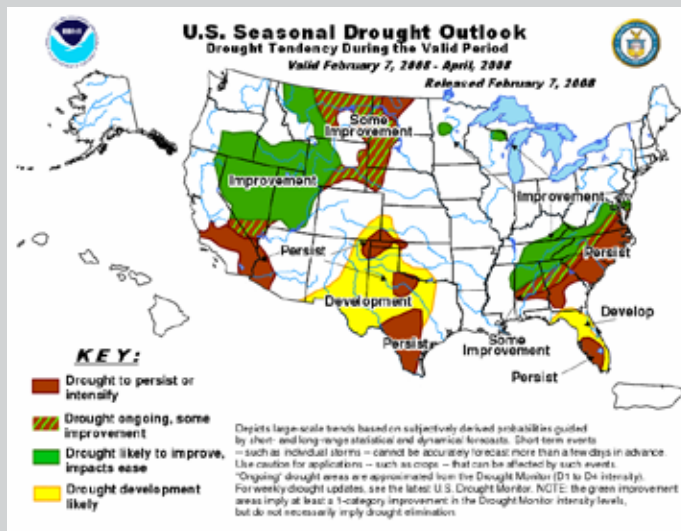 U.S. Seasonal Drought Outlook
Drought Tendency During the Valid Period
Valid February 7, 2008 - April, 2008
Released February 7, 2008
Some
Improvement
Improvement
Improvement
Persist
Persist
Development
Develop
Some
Improvement
Persist
Persist
KEY:
Drought to persist or
intensify
Drought ongoing, some
improvement
Drought likely to improve,
impacts ease
Drought development
likely
Depicts large-scale trends based on subjectively derived probabilities guided
by short- and long-range statistical and dynamical forecasts. Short term events
-- such as individual storms -- cannot be accurately forecast more than a few days in advance.
Use caution for applications -- such as crops -- that can be affected by such events.
"Ongoing" drought areas are approximated from the Drought Monitor (D1 to D4 intensity).
For weekly drought updates, see the latest U.S. Drought Monitor. NOTE: the green improvement
areas imply at least a 1-category improvement in the Drought Monitor intensity levels,
but do not necessarily imply drought elimination.